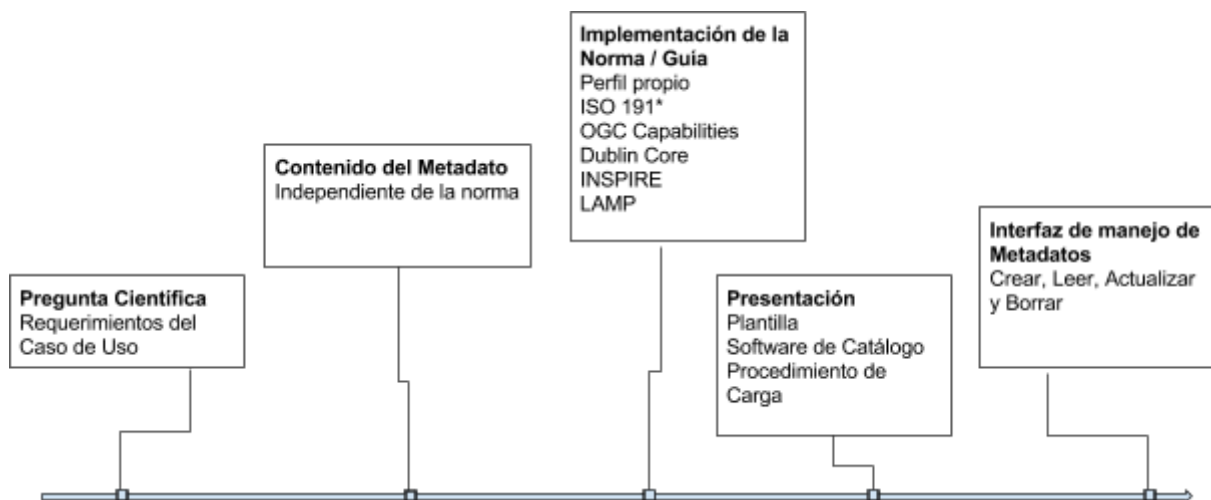 Pregunta Científica
Requerimientos del
Caso de Uso
Contenido del Metadato
Independiente de la norma
Implementación de la
Norma / Guia
Perfil propio
ISO 191*
OGC Capabilities
Dublin Core
INSPIRE
LAMP
Presentación
Plantilla
Software de Catálogo
Procedimiento de
Carga
Interfaz de manejo de
Metadatos
Crear, Leer, Actualizar
y Borrar